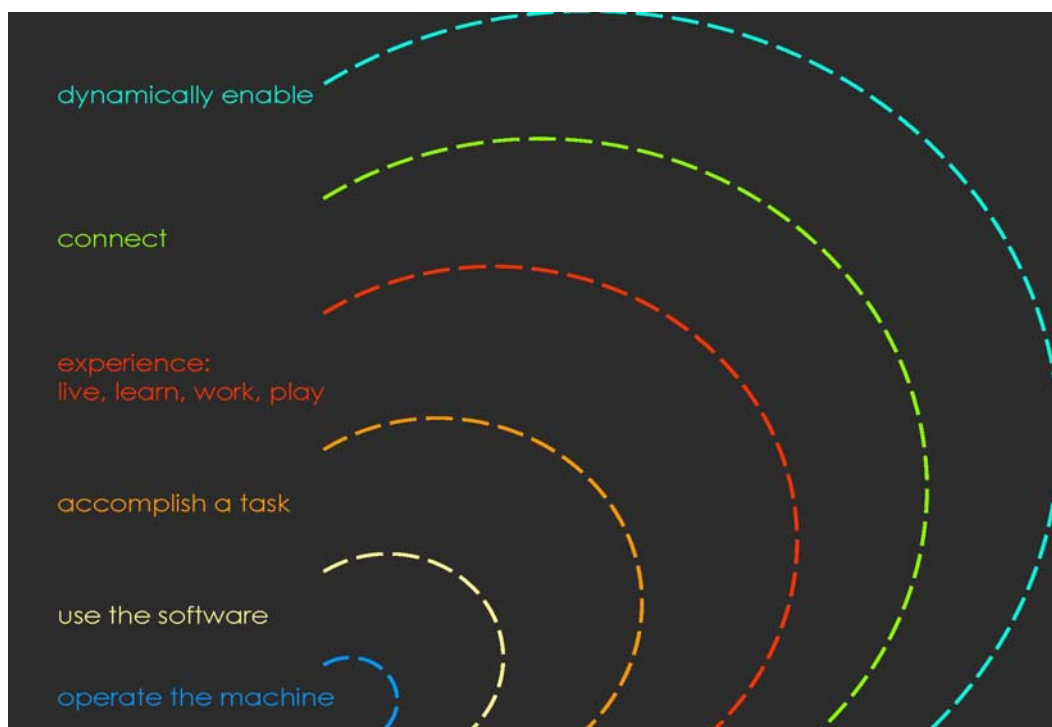 dynamically enable
connect
experience:
live, learn, work, play
accomplish a task
use the software
operate the machine